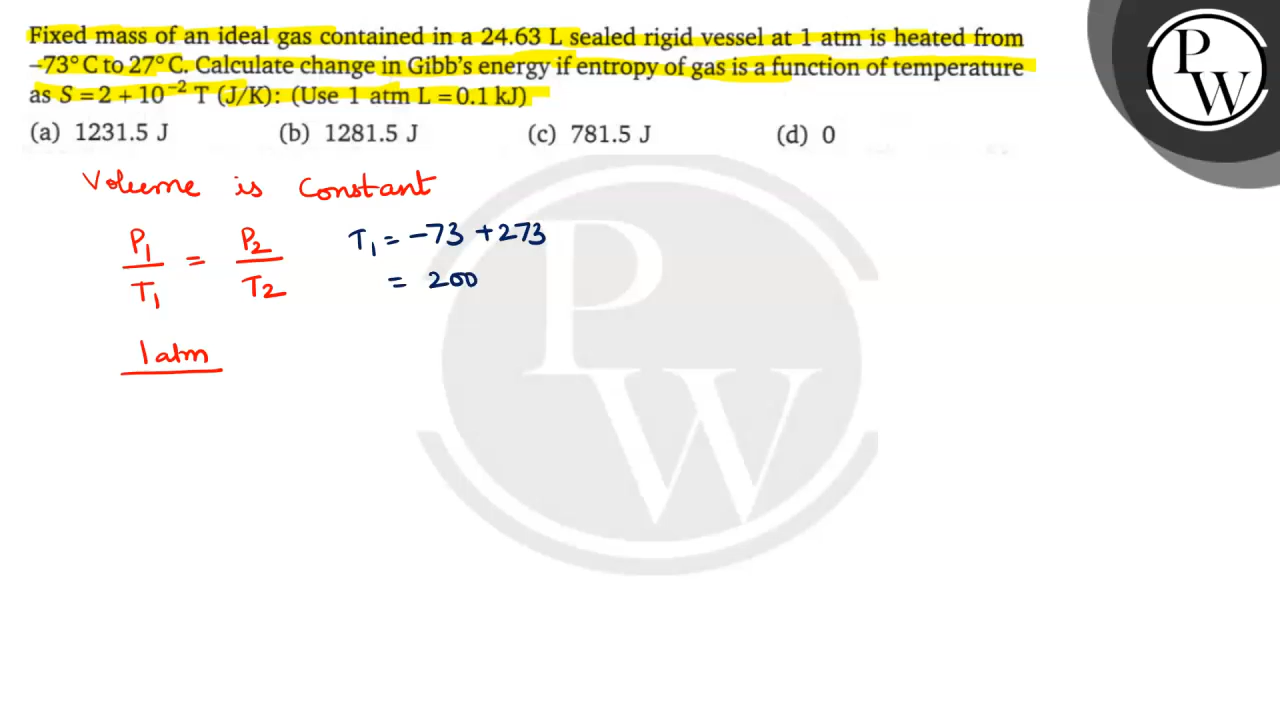 Fixed mass of an ideal gas contained in a 24.63 L sealed rigid vessel at 1 atm is heated from
–73° C to 27° C. Calculate change in Gibb's energy if entropy of gas is a function of temperature
as S = 2 + 10⁻² T (J/K): (Use 1 atm L = 0.1 kJ)
(a) 1231.5 J (b) 1281.5 J (c) 781.5 J (d) 0
Volume is constant
P₁/T₁ = P₂/T₂ T₁ = -73 + 273
= 200
1 atm
P
W
P
W